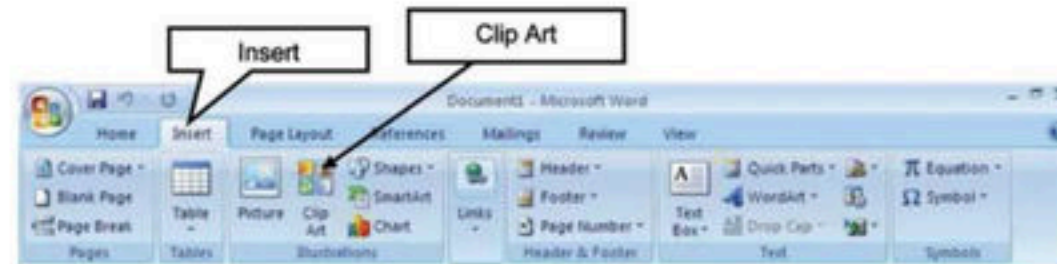 Insert
Clip Art
Document1 - Microsoft Word
Home Insert Page Layout References Mailings Review View
Cover Page
Blank Page
Page Break
Pages
Table
Tables
Picture
Clip
Art
Shapes
SmartArt
Chart
Illustrations
Links
Header
Footer
Page Number
Header & Footer
A
Text
Box
Quick Parts
WordArt
Drop Cap
Text
π Equation
Ω Symbol
Symbols